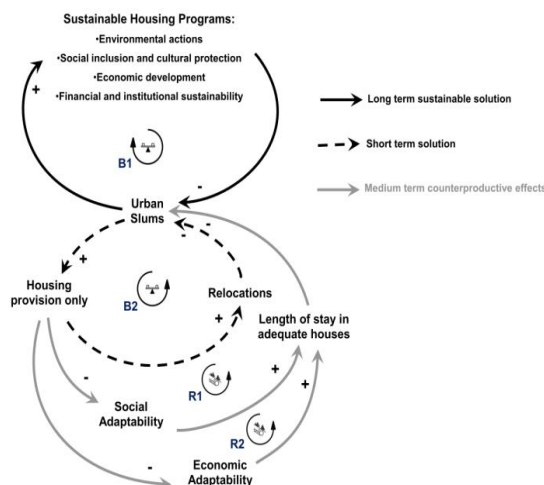 Sustainable Housing Programs:
•Environmental actions
•Social inclusion and cultural protection
•Economic development
•Financial and institutional sustainability
+
B1
-
Urban
Slums
Long term sustainable solution
Short term solution
Medium term counterproductive effects
-
-
+
Housing
provision only
B2
Relocations
+
Length of stay in
adequate houses
-
R1
+
+
Social
Adaptability
R2
-
Economic
Adaptability